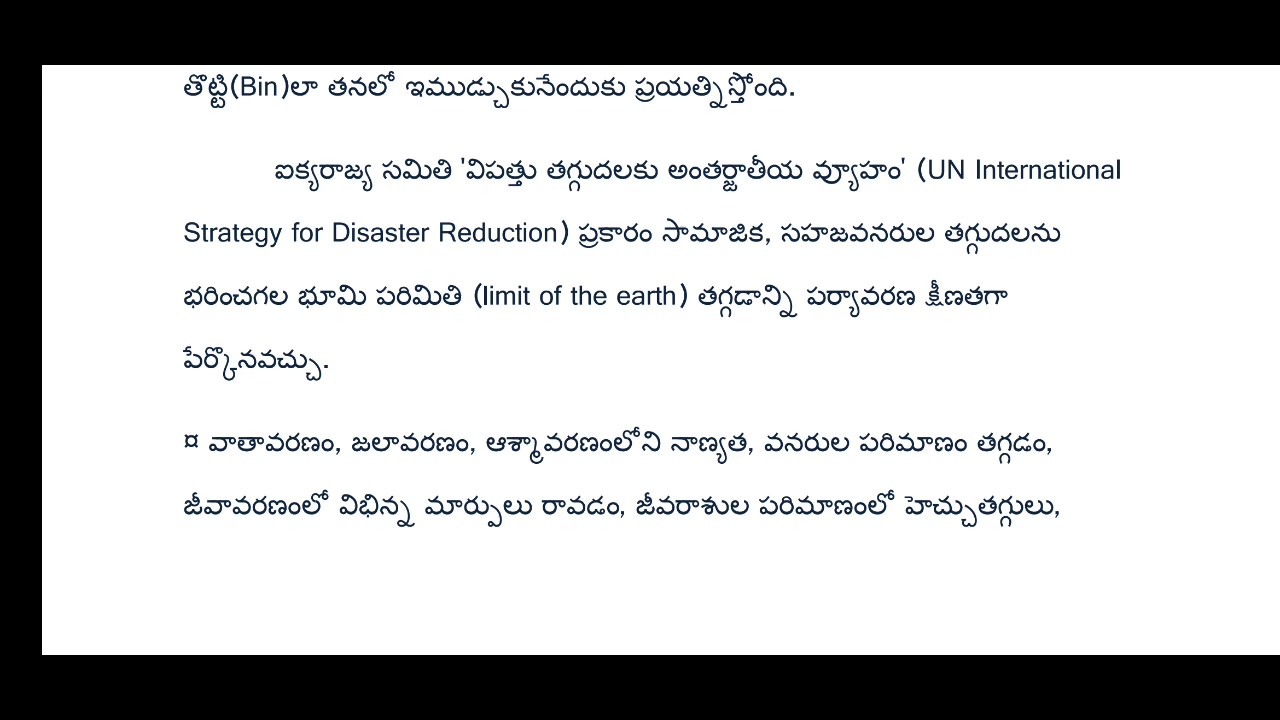 తొట్టి(Bin)లా తనలో ఇముడ్చుకునేందుకు ప్రయత్నిస్తోంది.
ఐక్యరాజ్య సమితి 'విపత్తు తగ్గుదలకు అంతర్జాతీయ వ్యూహం' (UN International
Strategy for Disaster Reduction) ప్రకారం సామాజిక, సహజవనరుల తగ్గుదలను
భరించగల భూమి పరిమితి (limit of the earth) తగ్గడాన్ని పర్యావరణ క్షీణతగా
పేర్కొనవచ్చు.
¤ వాతావరణం, జలావరణం, ఆశ్మావరణంలోని నాణ్యత, వనరుల పరిమాణం తగ్గడం,
జీవావరణంలో విభిన్న మార్పులు రావడం, జీవరాశుల పరిమాణంలో హెచ్చుతగ్గులు,